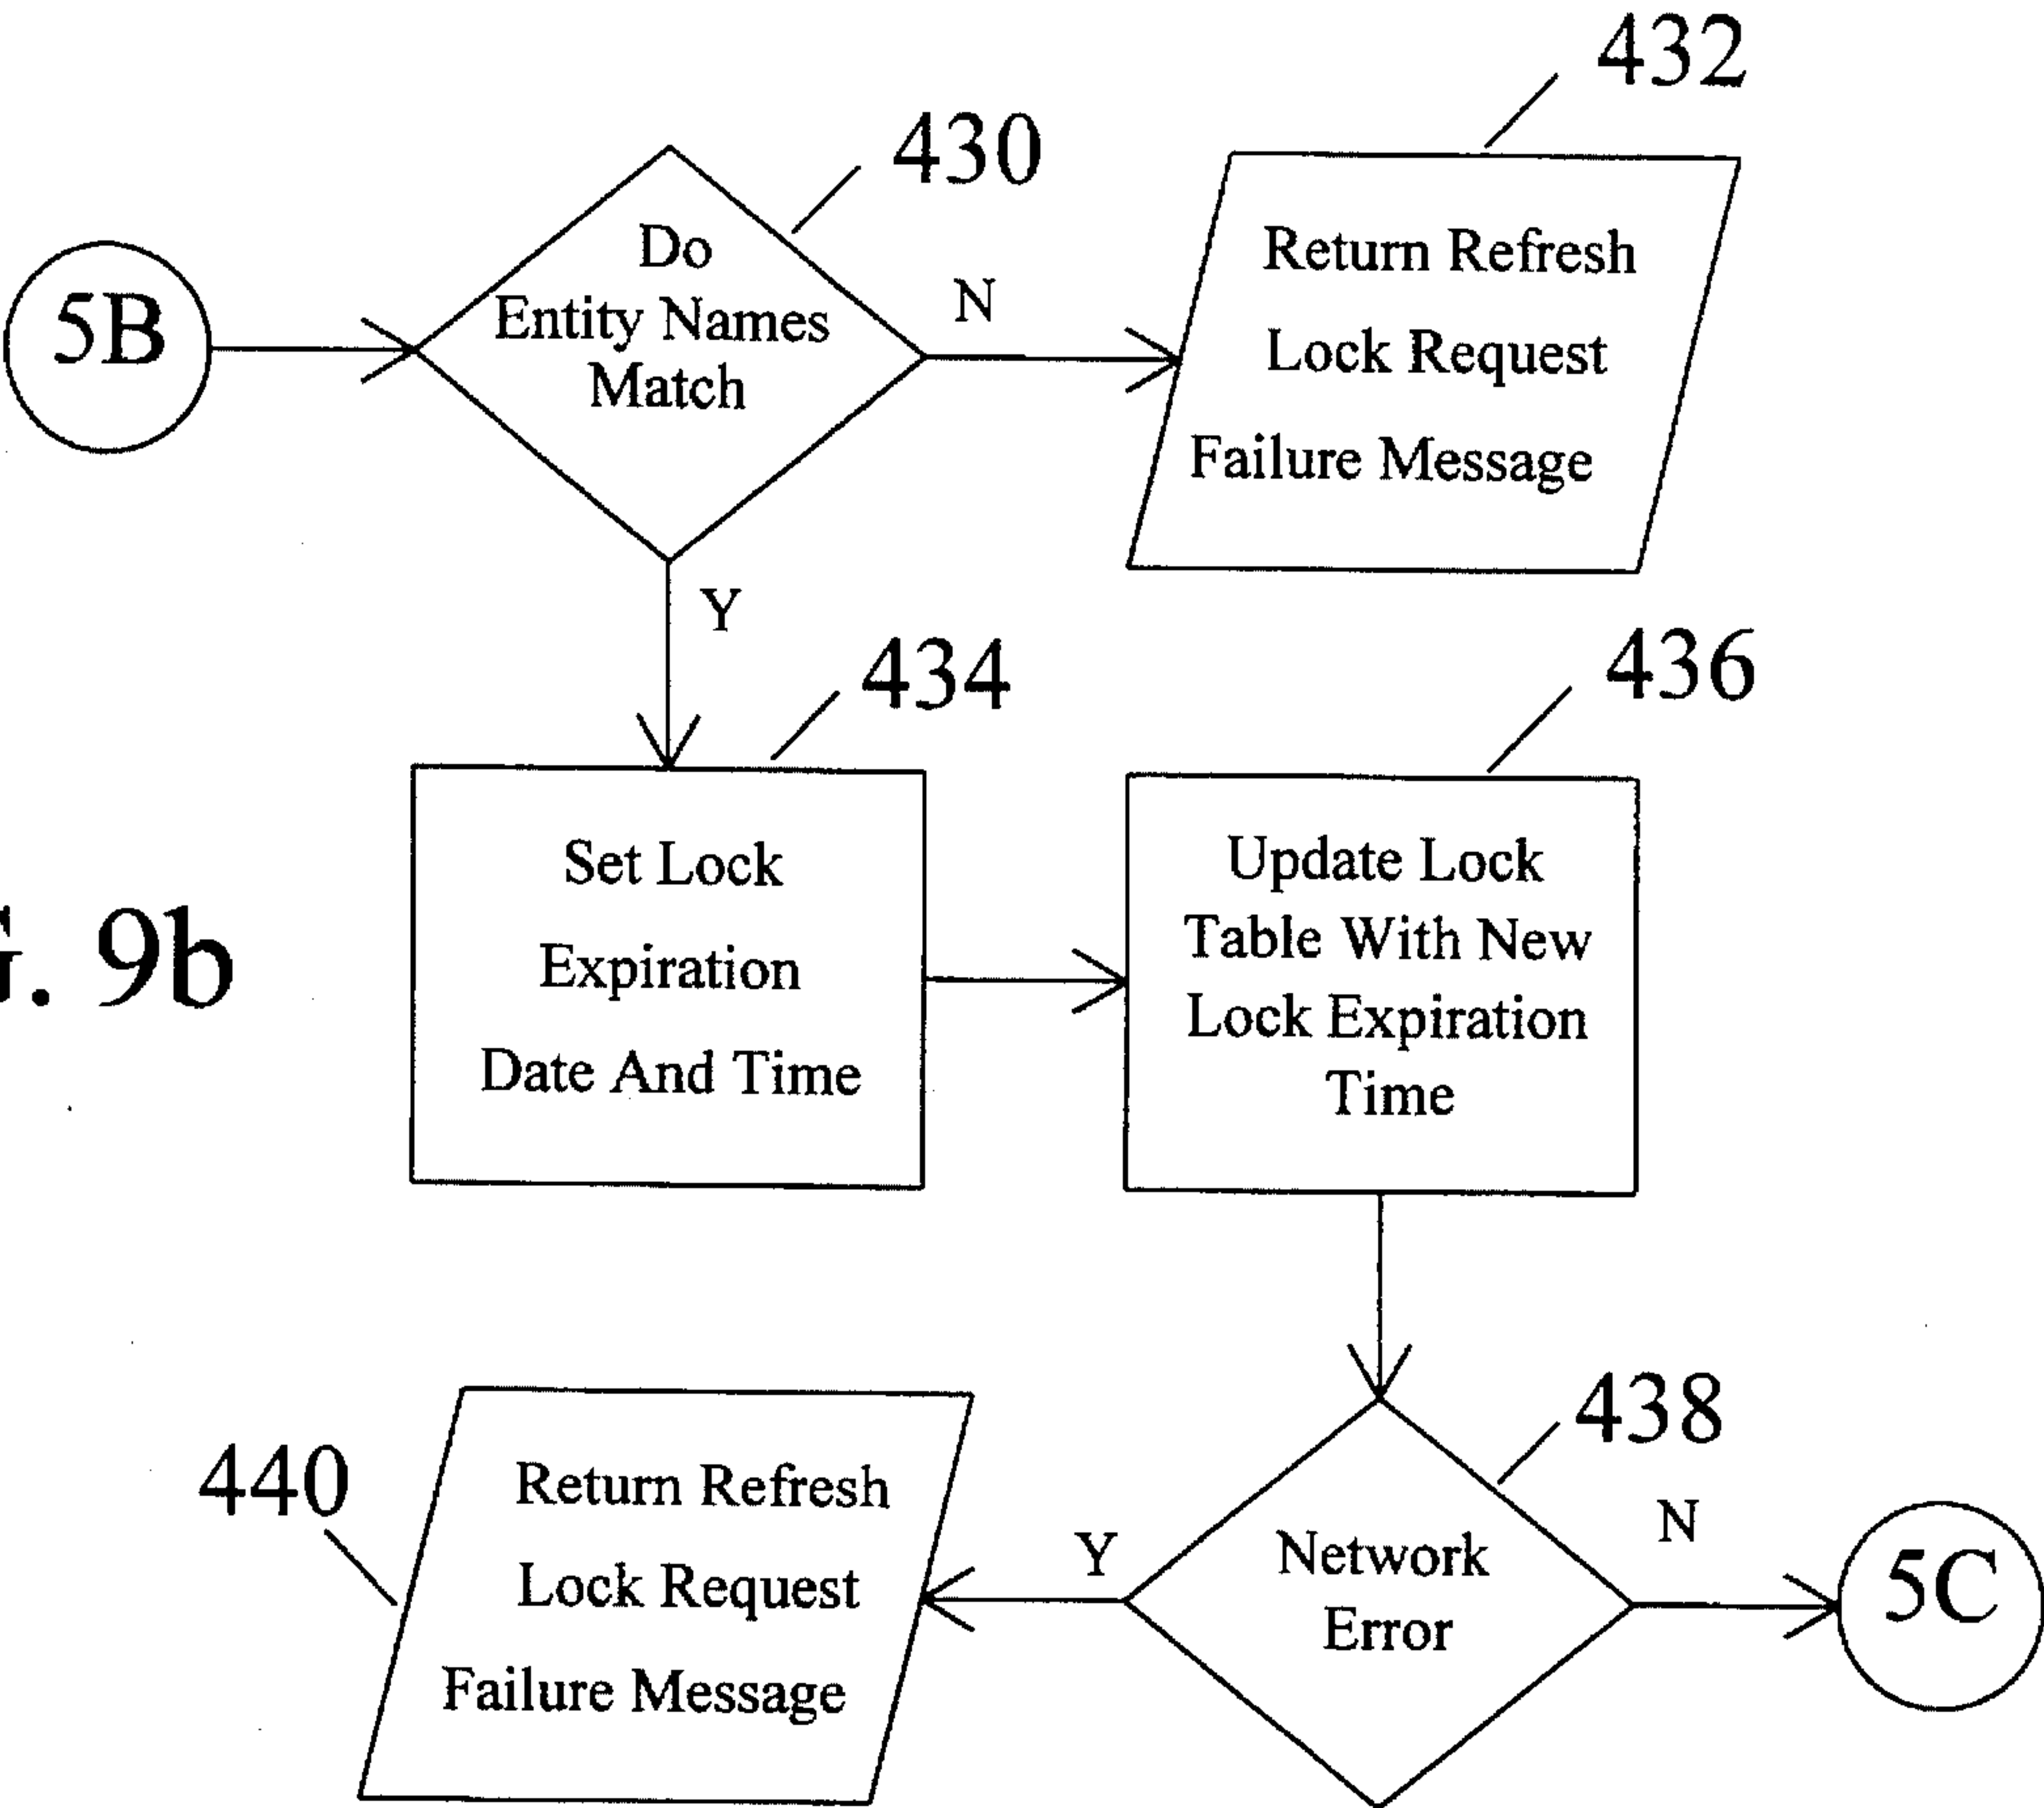 432
430
5B
Do
Entity Names
Match
N
Return Refresh
Lock Request
Failure Message
Y
434
436
Set Lock
Expiration
Date And Time
Update Lock
Table With New
Lock Expiration
Time
G. 9b
440
Return Refresh
Lock Request
Failure Message
Y
438
Network
Error
N
5C